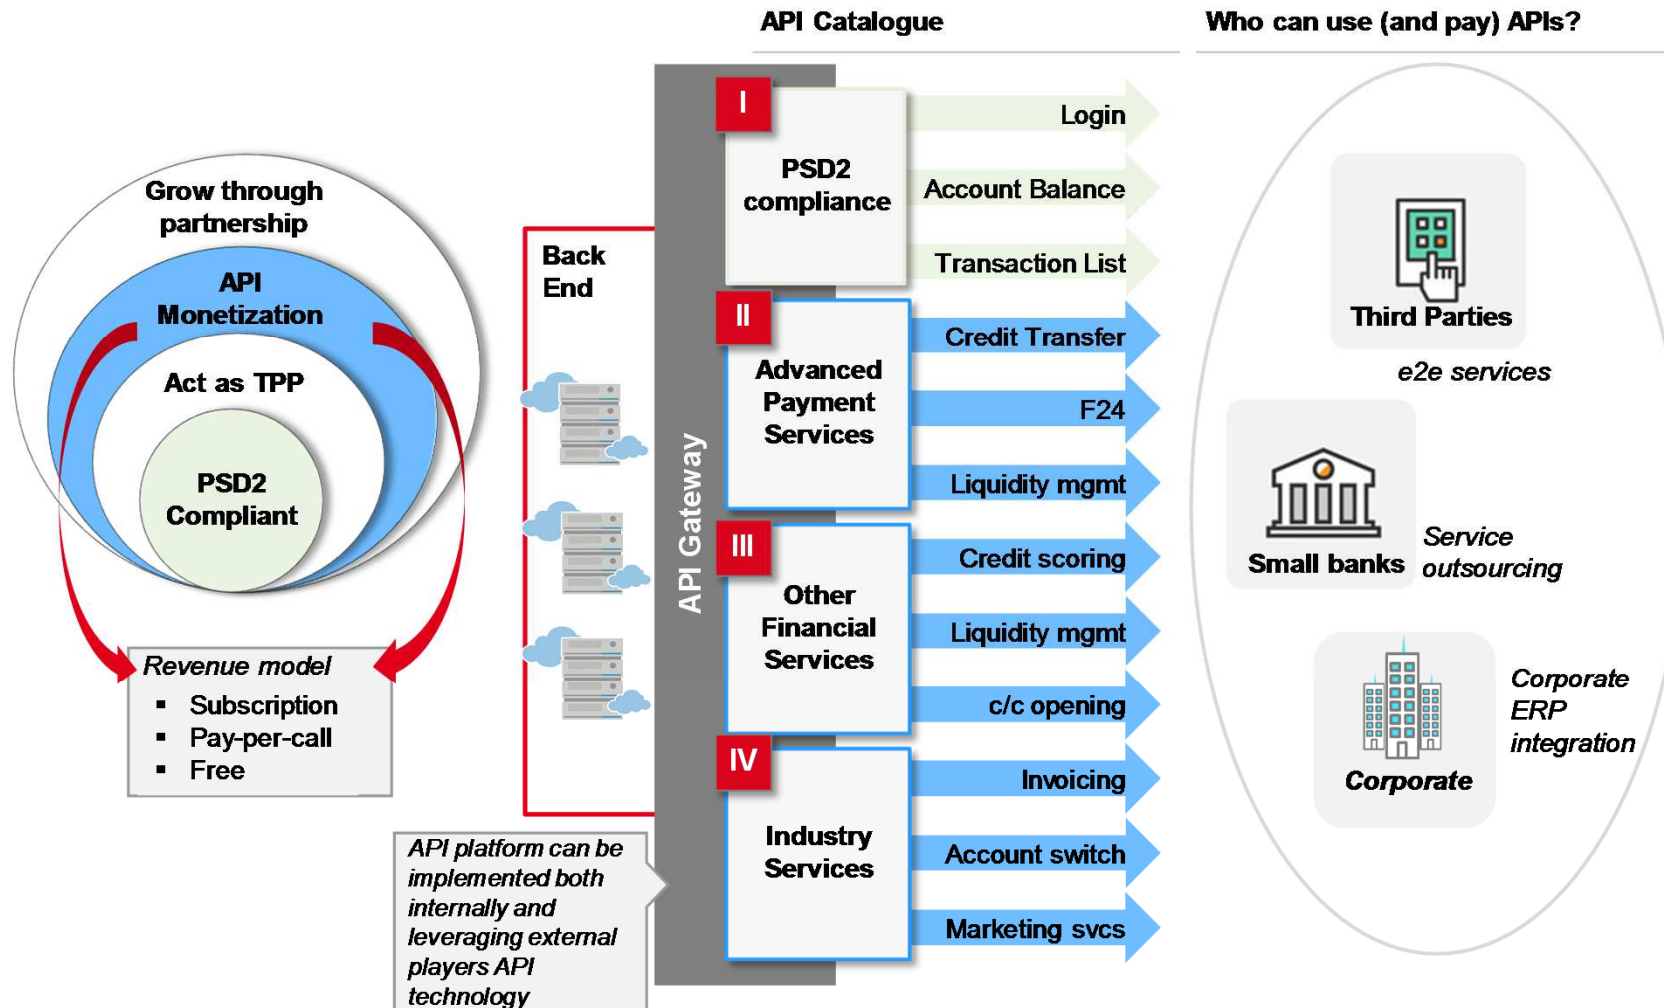 API Catalogue
Who can use (and pay) APIs?
Grow through
partnership
API
Monetization
Act as TPP
PSD2
Compliant
Revenue model
▪ Subscription
▪ Pay-per-call
▪ Free
Back
End
API Gateway
API platform can be
implemented both
internally and
leveraging external
players API
technology
I
PSD2
compliance
Login
Account Balance
Transaction List
II
Advanced
Payment
Services
Credit Transfer
F24
Liquidity mgmt
III
Other
Financial
Services
Credit scoring
Liquidity mgmt
c/c opening
IV
Industry
Services
Invoicing
Account switch
Marketing svcs
Third Parties
e2e services
Small banks
Service
outsourcing
Corporate
Corporate
ERP
integration